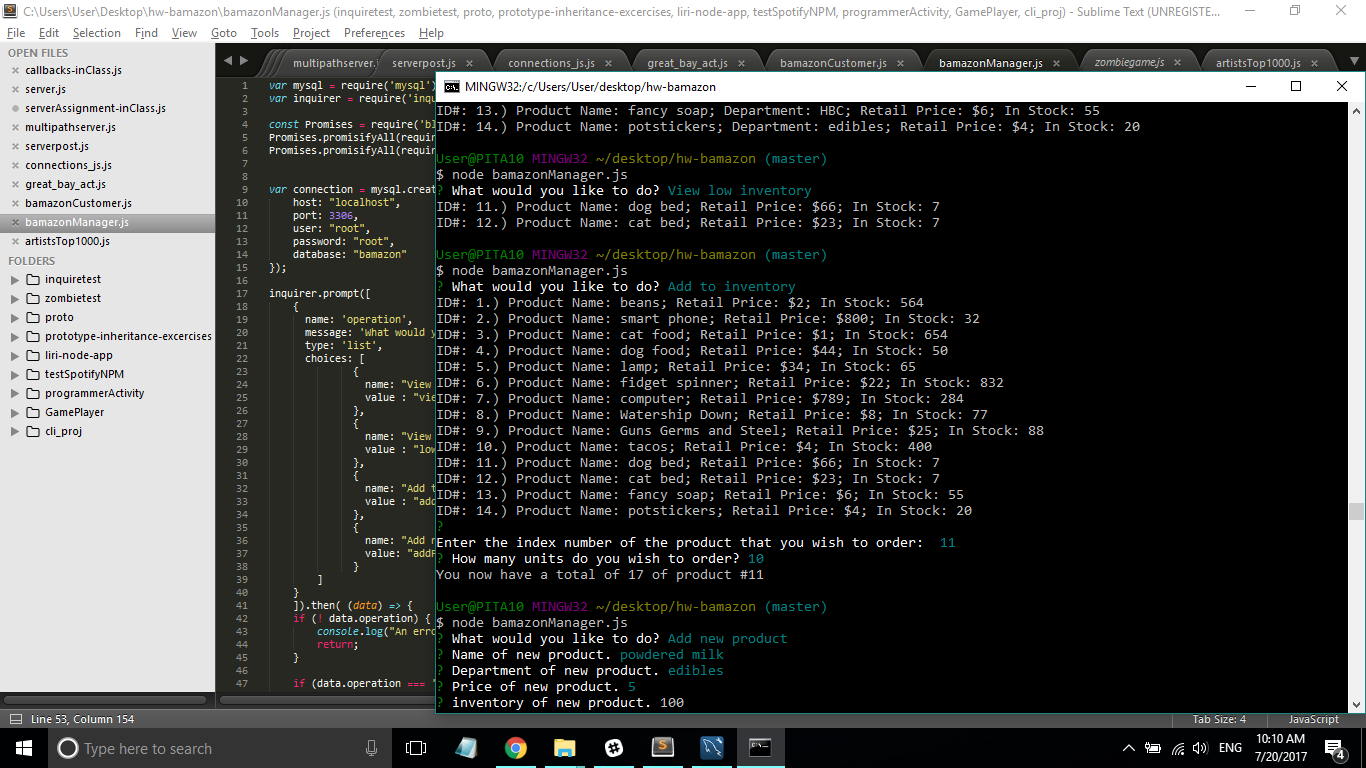 C:\Users\User\Desktop\hw-bamazon\bamazonManager.js (inquiretest, zombietest, proto, prototype-inheritance-excercises, liri-node-app, testSpotifyNPM, programmerActivity, GamePlayer, cli_proj) - Sublime Text (UNREGISTE...
File Edit Selection Find View Goto Tools Project Preferences Help
OPEN FILES
callbacks-inClass.js
server.js
serverAssignment-inClass.js
multipathserver.js
serverpost.js
connections_js.js
great_bay_act.js
bamazonCustomer.js
bamazonManager.js
artistsTop1000.js
FOLDERS
inquiretest
zombietest
proto
prototype-inheritance-excercises
liri-node-app
testSpotifyNPM
programmerActivity
GamePlayer
cli_proj
multipathserver. serverpost.js connections_js.js great_bay_act.js bamazonCustomer.js bamazonManager.js zombiegame.js artistsTop1000.js
1 var mysql = require('mysql')
2 var inquirer = require('inqu
3
4 const Promises = require('bl
5 Promises.promisifyAll(requir
6 Promises.promisifyAll(requir
7
8
9 var connection = mysql.creat
10 host: "localhost",
11 port: 3306,
12 user: "root",
13 password: "root",
14 database: "bamazon"
15 });
16
17 inquirer.prompt([
18 {
19 name: 'operation',
20 message: 'What would y
21 type: 'list',
22 choices: [
23 {
24 name: "View
25 value : "vie
26 },
27 {
28 name: "View
29 value : "low
30 },
31 {
32 name: "Add t
33 value : "add
34 },
35 {
36 name: "Add n
37 value: "addP
38 }
39 ]
40 }
41 ]).then( (data) => {
42 if (! data.operation) {
43 console.log("An erro
44 return;
45 }
46
47 if (data.operation === "
MINGW32:/c/Users/User/desktop/hw-bamazon
ID#: 13.) Product Name: fancy soap; Department: HBC; Retail Price: $6; In Stock: 55
ID#: 14.) Product Name: potstickers; Department: edibles; Retail Price: $4; In Stock: 20
User@PITA10 MINGW32 ~/desktop/hw-bamazon (master)
$ node bamazonManager.js
? What would you like to do? View low inventory
ID#: 11.) Product Name: dog bed; Retail Price: $66; In Stock: 7
ID#: 12.) Product Name: cat bed; Retail Price: $23; In Stock: 7
User@PITA10 MINGW32 ~/desktop/hw-bamazon (master)
$ node bamazonManager.js
? What would you like to do? Add to inventory
ID#: 1.) Product Name: beans; Retail Price: $2; In Stock: 564
ID#: 2.) Product Name: smart phone; Retail Price: $800; In Stock: 32
ID#: 3.) Product Name: cat food; Retail Price: $1; In Stock: 654
ID#: 4.) Product Name: dog food; Retail Price: $44; In Stock: 50
ID#: 5.) Product Name: lamp; Retail Price: $34; In Stock: 65
ID#: 6.) Product Name: fidget spinner; Retail Price: $22; In Stock: 832
ID#: 7.) Product Name: computer; Retail Price: $789; In Stock: 284
ID#: 8.) Product Name: Watership Down; Retail Price: $8; In Stock: 77
ID#: 9.) Product Name: Guns Germs and Steel; Retail Price: $25; In Stock: 88
ID#: 10.) Product Name: tacos; Retail Price: $4; In Stock: 400
ID#: 11.) Product Name: dog bed; Retail Price: $66; In Stock: 7
ID#: 12.) Product Name: cat bed; Retail Price: $23; In Stock: 7
ID#: 13.) Product Name: fancy soap; Retail Price: $6; In Stock: 55
ID#: 14.) Product Name: potstickers; Retail Price: $4; In Stock: 20
?
Enter the index number of the product that you wish to order: 11
? How many units do you wish to order? 10
You now have a total of 17 of product #11
User@PITA10 MINGW32 ~/desktop/hw-bamazon (master)
$ node bamazonManager.js
? What would you like to do? Add new product
? Name of new product. powdered milk
? Department of new product. edibles
? Price of new product. 5
? inventory of new product. 100
Line 53, Column 154 Tab Size: 4 JavaScript
Type here to search
ENG 10:10 AM
7/20/2017
4